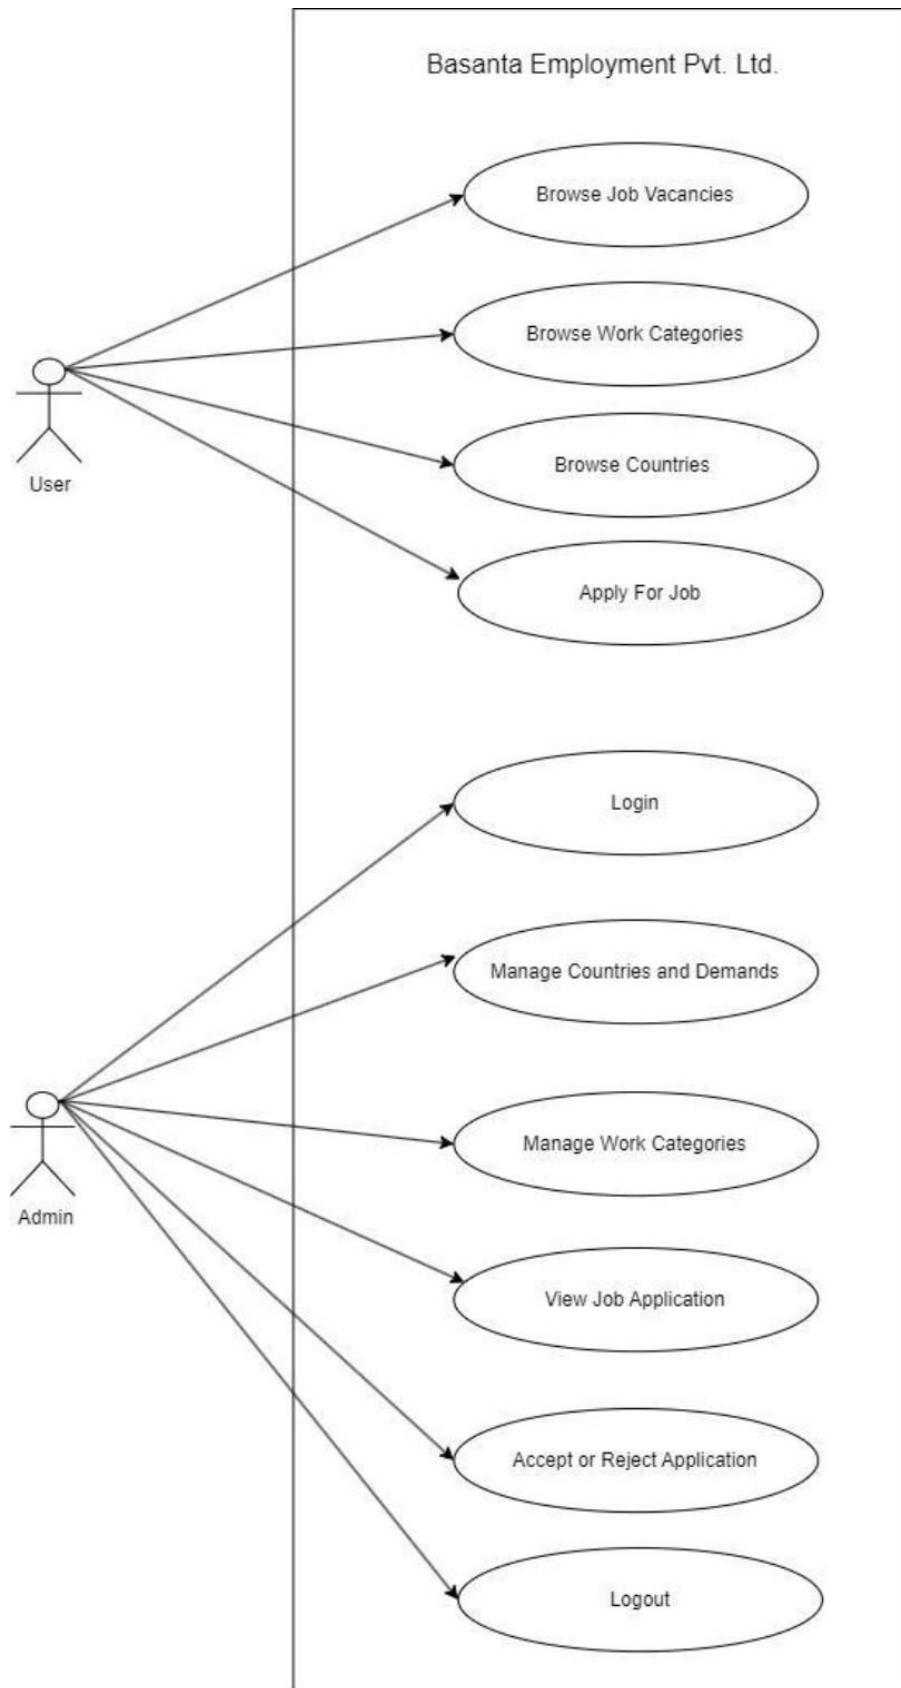 Basanta Employment Pvt. Ltd.
Browse Job Vacancies
Browse Work Categories
Browse Countries
User
Apply For Job
Login
Manage Countries and Demands
Manage Work Categories
Admin
View Job Application
Accept or Reject Application
Logout